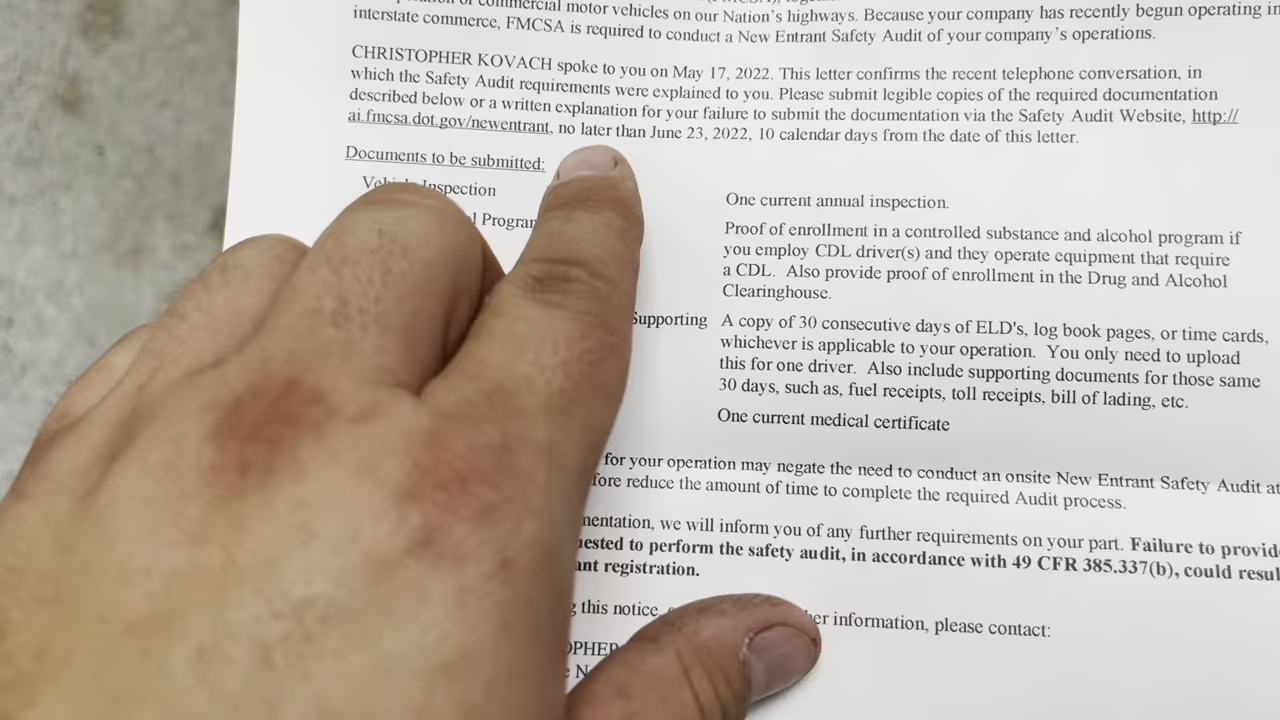 commercial motor vehicles on our Nation's highways. Because your company has recently begun operating in
interstate commerce, FMCSA is required to conduct a New Entrant Safety Audit of your company's operations.
CHRISTOPHER KOVACH spoke to you on May 17, 2022. This letter confirms the recent telephone conversation, in
which the Safety Audit requirements were explained to you. Please submit legible copies of the required documentation
described below or a written explanation for your failure to submit the documentation via the Safety Audit Website, http://
ai.fmcsa.dot.gov/newentrant, no later than June 23, 2022, 10 calendar days from the date of this letter.
Documents to be submitted:
Inspection
One current annual inspection.
Proof of enrollment in a controlled substance and alcohol program if
you employ CDL driver(s) and they operate equipment that require
a CDL. Also provide proof of enrollment in the Drug and Alcohol
Clearinghouse.
Supporting A copy of 30 consecutive days of ELD's, log book pages, or time cards,
whichever is applicable to your operation. You only need to upload
this for one driver. Also include supporting documents for those same
30 days, such as, fuel receipts, toll receipts, bill of lading, etc.
One current medical certificate
for your operation may negate the need to conduct an onsite New Entrant Safety Audit at
reduce the amount of time to complete the required Audit process.
we will inform you of any further requirements on your part. Failure to
to perform the safety audit, in accordance with 49 CFR 385.337(b), could
registration.
this notice information, please contact: